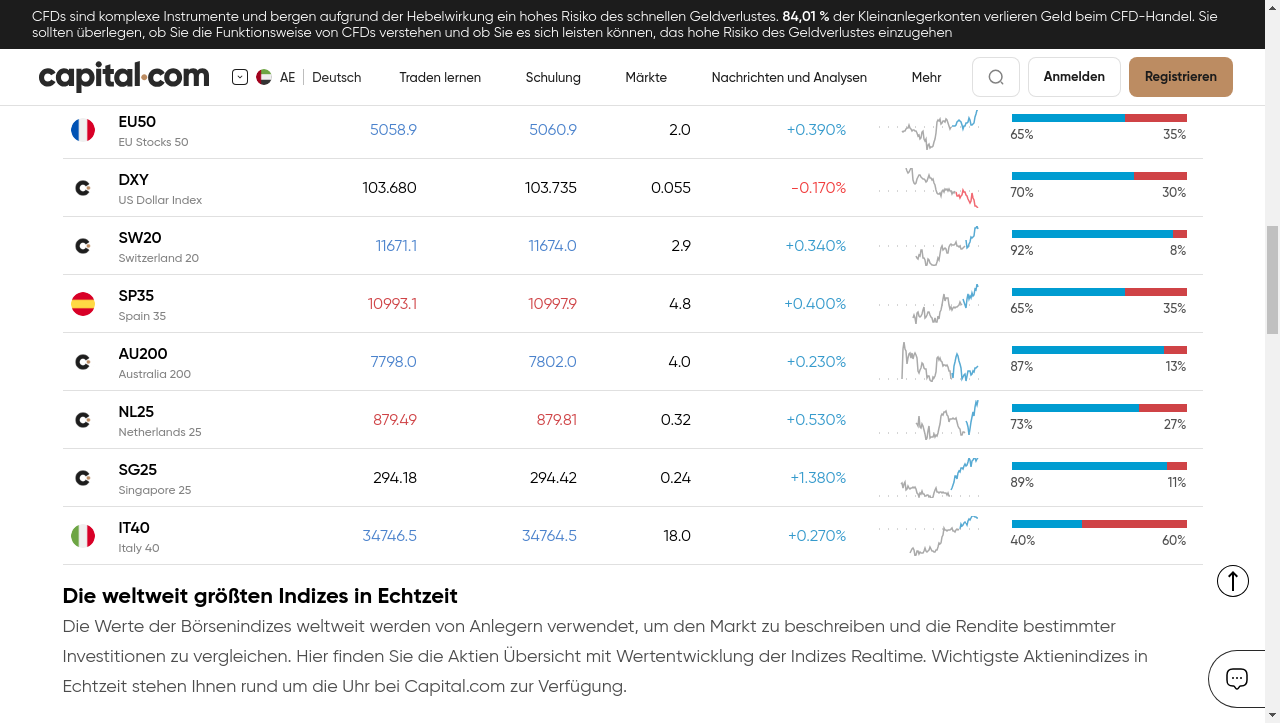 CFDs sind komplexe Instrumente und bergen aufgrund der Hebelwirkung ein hohes Risiko des schnellen Geldverlustes. 84,01 % der Kleinanlegerkonten verlieren Geld beim CFD-Handel. Sie
sollten überlegen, ob Sie die Funktionsweise von CFDs verstehen und ob Sie es sich leisten können, das hohe Risiko des Geldverlustes einzugehen
capital.com AE Deutsch Traden lernen Schulung Märkte Nachrichten und Analysen Mehr Anmelden Registrieren
EU50 5058.9 5060.9 2.0 +0.390% 65% 35%
EU Stocks 50
DXY 103.680 103.735 0.055 -0.170% 70% 30%
US Dollar Index
SW20 11671.1 11674.0 2.9 +0.340% 92% 8%
Switzerland 20
SP35 10993.1 10997.9 4.8 +0.400% 65% 35%
Spain 35
AU200 7798.0 7802.0 4.0 +0.230% 87% 13%
Australia 200
NL25 879.49 879.81 0.32 +0.530% 73% 27%
Netherlands 25
SG25 294.18 294.42 0.24 +1.380% 89% 11%
Singapore 25
IT40 34746.5 34764.5 18.0 +0.270% 40% 60%
Italy 40
Die weltweit größten Indizes in Echtzeit
Die Werte der Börsenindizes weltweit werden von Anlegern verwendet, um den Markt zu beschreiben und die Rendite bestimmter
Investitionen zu vergleichen. Hier finden Sie die Aktien Übersicht mit Wertentwicklung der Indizes Realtime. Wichtigste Aktienindizes in
Echtzeit stehen Ihnen rund um die Uhr bei Capital.com zur Verfügung.